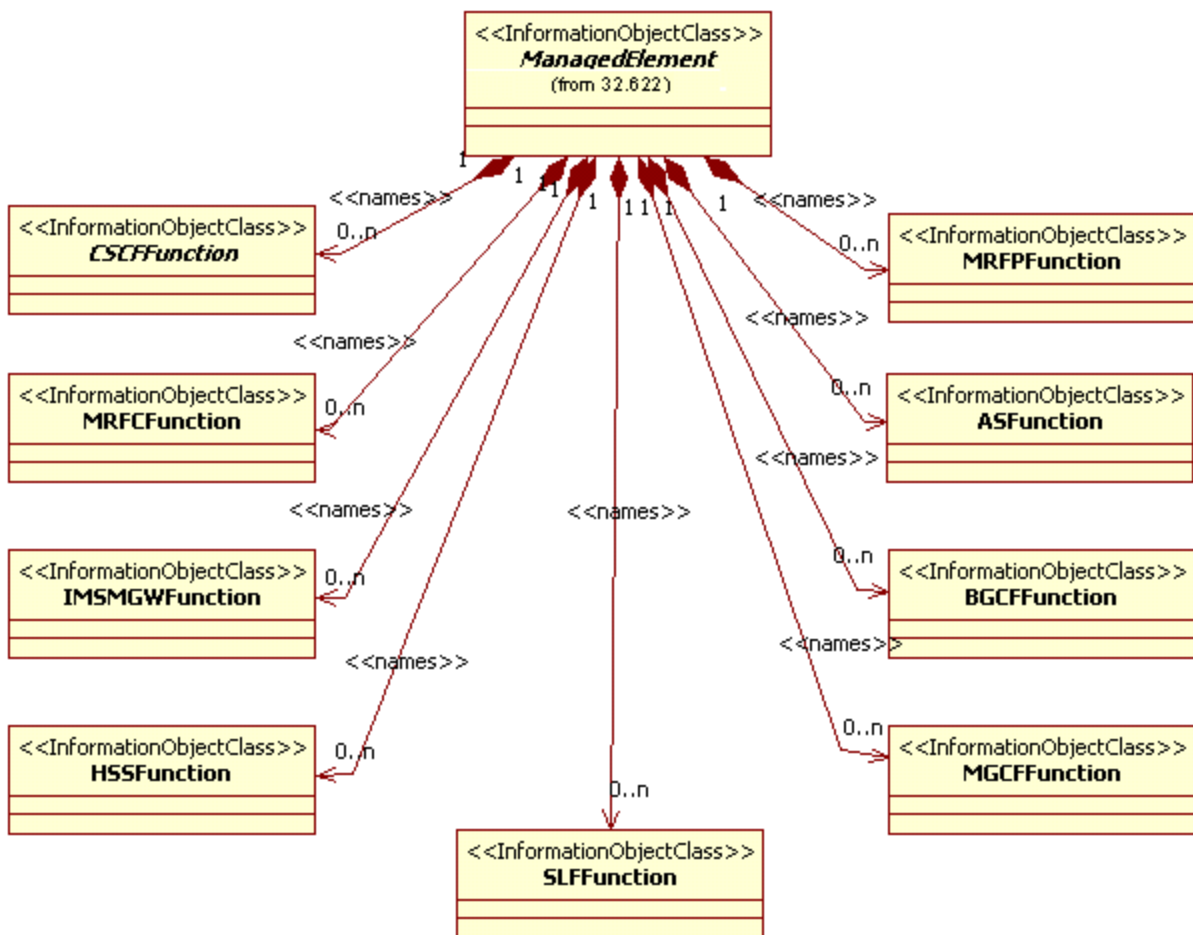 <<InformationObjectClass>>
ManagedElement
(from 32.622)
1
1
1
1
1
1
1
1
1
<<names>>
<<names>>
0..n
0..n
<<InformationObjectClass>>
CSCFFunction
<<InformationObjectClass>>
MRFPFunction
<<names>>
<<names>>
0..n
0..n
<<InformationObjectClass>>
MRFCFunction
<<InformationObjectClass>>
ASFunction
<<names>>
<<names>>
<<names>>
0..n
0..n
<<InformationObjectClass>>
IMSMGWFunction
<<InformationObjectClass>>
BGCFFunction
<<names>>
<<names>>
0..n
0..n
<<InformationObjectClass>>
HSSFunction
<<InformationObjectClass>>
MGCFFunction
0..n
<<InformationObjectClass>>
SLFFunction